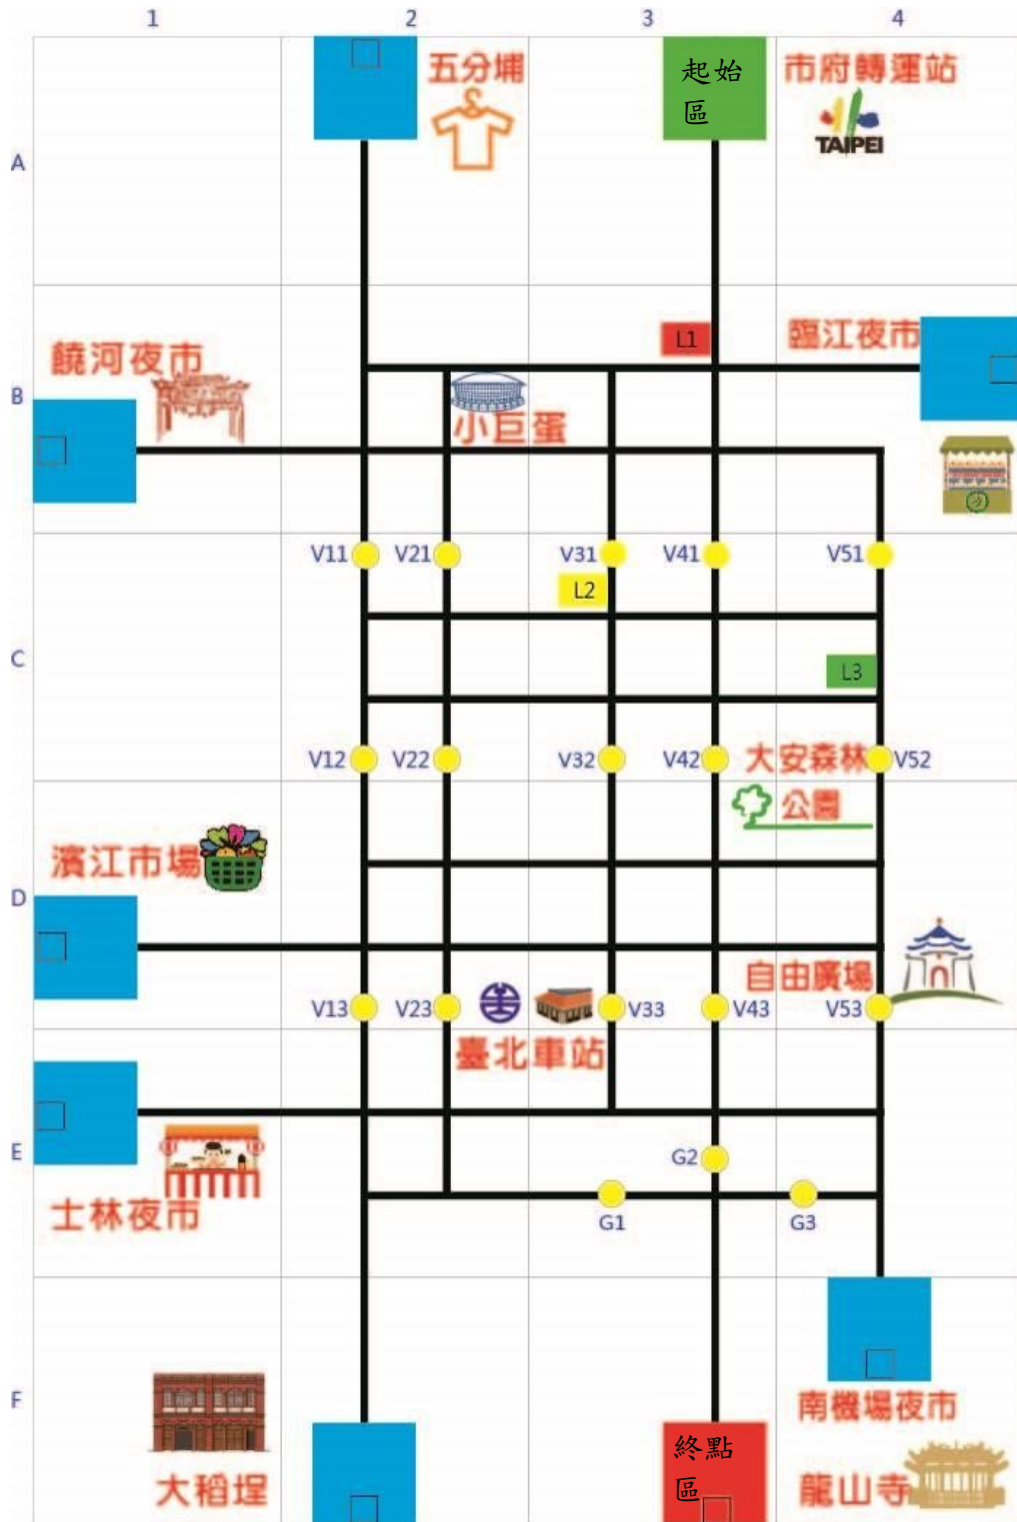 1
2
3
4
五分埔
起始
區
市府轉運站
TAIPEI
A
L1
臨江夜市
饒河夜市
B
小巨蛋
V11
V21
V31
V41
V51
L2
C
L3
V12
V22
V32
V42
大安森林
V52
公園
濱江市場
D
自由廣場
V13
V23
V33
V43
V53
臺北車站
E
G2
士林夜市
G1
G3
F
南機場夜市
終點
區
大稻埕
龍山寺